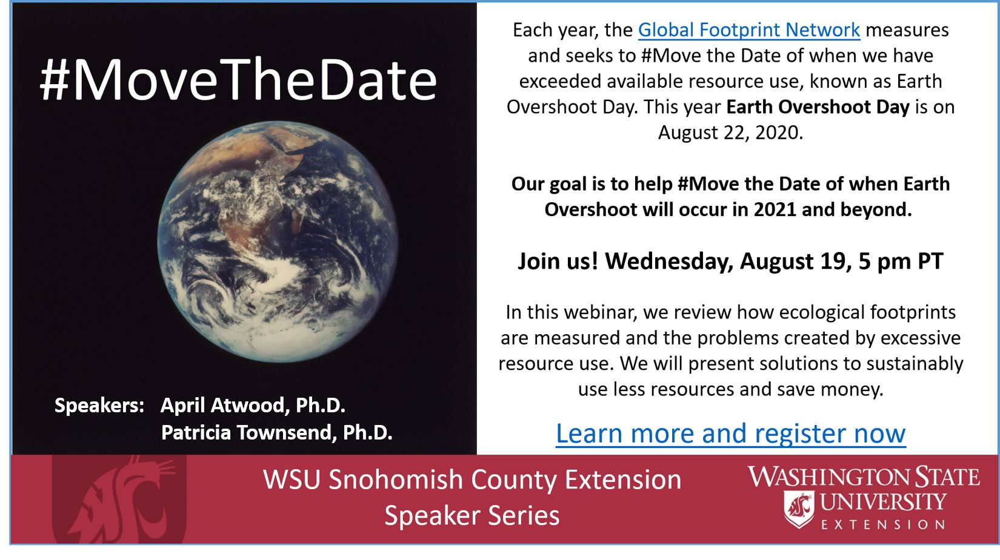 #MoveTheDate
Speakers: April Atwood, Ph.D.
Patricia Townsend, Ph.D.
Each year, the Global Footprint Network measures
and seeks to #Move the Date of when we have
exceeded available resource use, known as Earth
Overshoot Day. This year Earth Overshoot Day is on
August 22, 2020.
Our goal is to help #Move the Date of when Earth
Overshoot will occur in 2021 and beyond.
Join us! Wednesday, August 19, 5 pm PT
In this webinar, we review how ecological footprints
are measured and the problems created by excessive
resource use. We will present solutions to sustainably
use less resources and save money.
Learn more and register now
WSU Snohomish County Extension
Speaker Series
WASHINGTON STATE
UNIVERSITY
EXTENSION